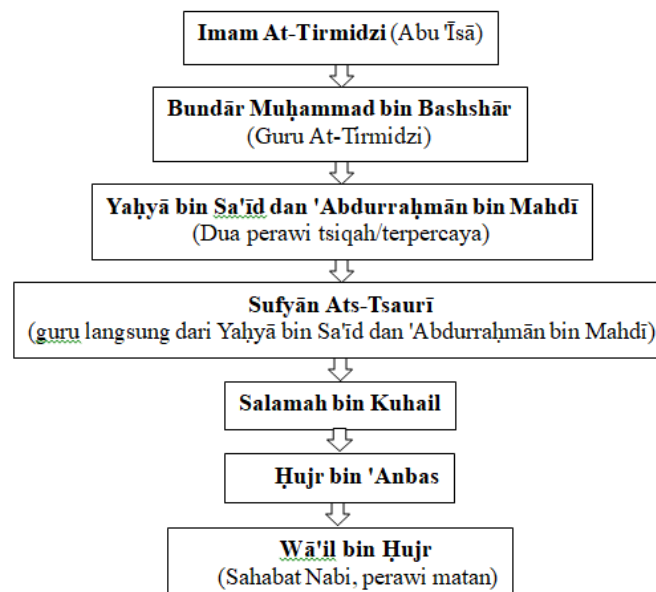 Imam At-Tirmidzi (Abu 'Īsā)
Bundār Muḥammad bin Bashshār
(Guru At-Tirmidzi)
Yaḥyā bin Sa'īd dan 'Abdurraḥmān bin Mahdī
(Dua perawi tsiqah/terpercaya)
Sufyān Ats-Tsaurī
(guru langsung dari Yaḥyā bin Sa'īd dan 'Abdurraḥmān bin Mahdī)
Salamah bin Kuhail
Ḥujr bin 'Anbas
Wā'il bin Ḥujr
(Sahabat Nabi, perawi matan)